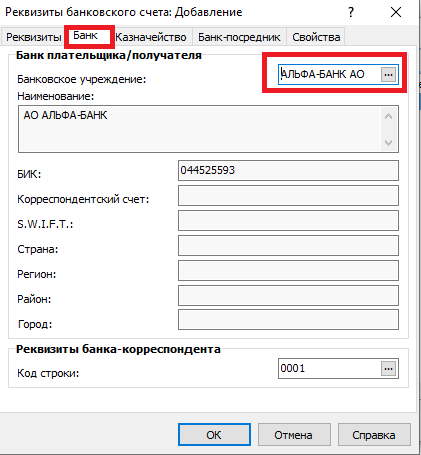 Реквизиты банковского счета: Добавление ? ×
Реквизиты Банк Казначейство Банк-посредник Свойства
Банк плательщика/получателя
Банковское учреждение: АЛЬФА-БАНК АО ...
Наименование:
АО АЛЬФА-БАНК
БИК: 044525593
Корреспондентский счет:
S.W.I.F.T.:
Страна:
Регион:
Район:
Город:
Реквизиты банка-корреспондента
Код строки: 0001 ...
ОК Отмена Справка